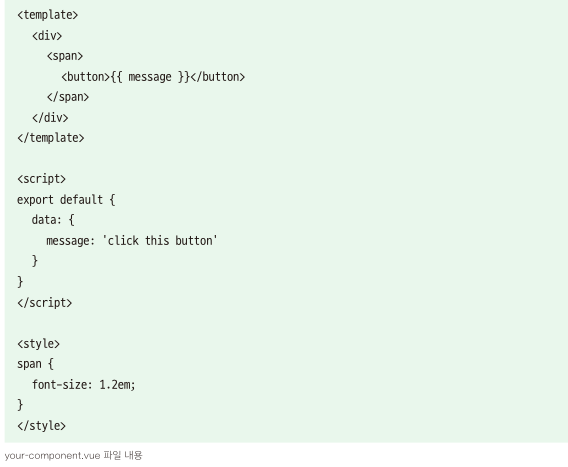 <template>
<div>
<span>
<button>{{ message }}</button>
</span>
</div>
</template>
<script>
export default {
data: {
message: 'click this button'
}
}
</script>
<style>
span {
font-size: 1.2em;
}
</style>
your-component.vue 파일 내용